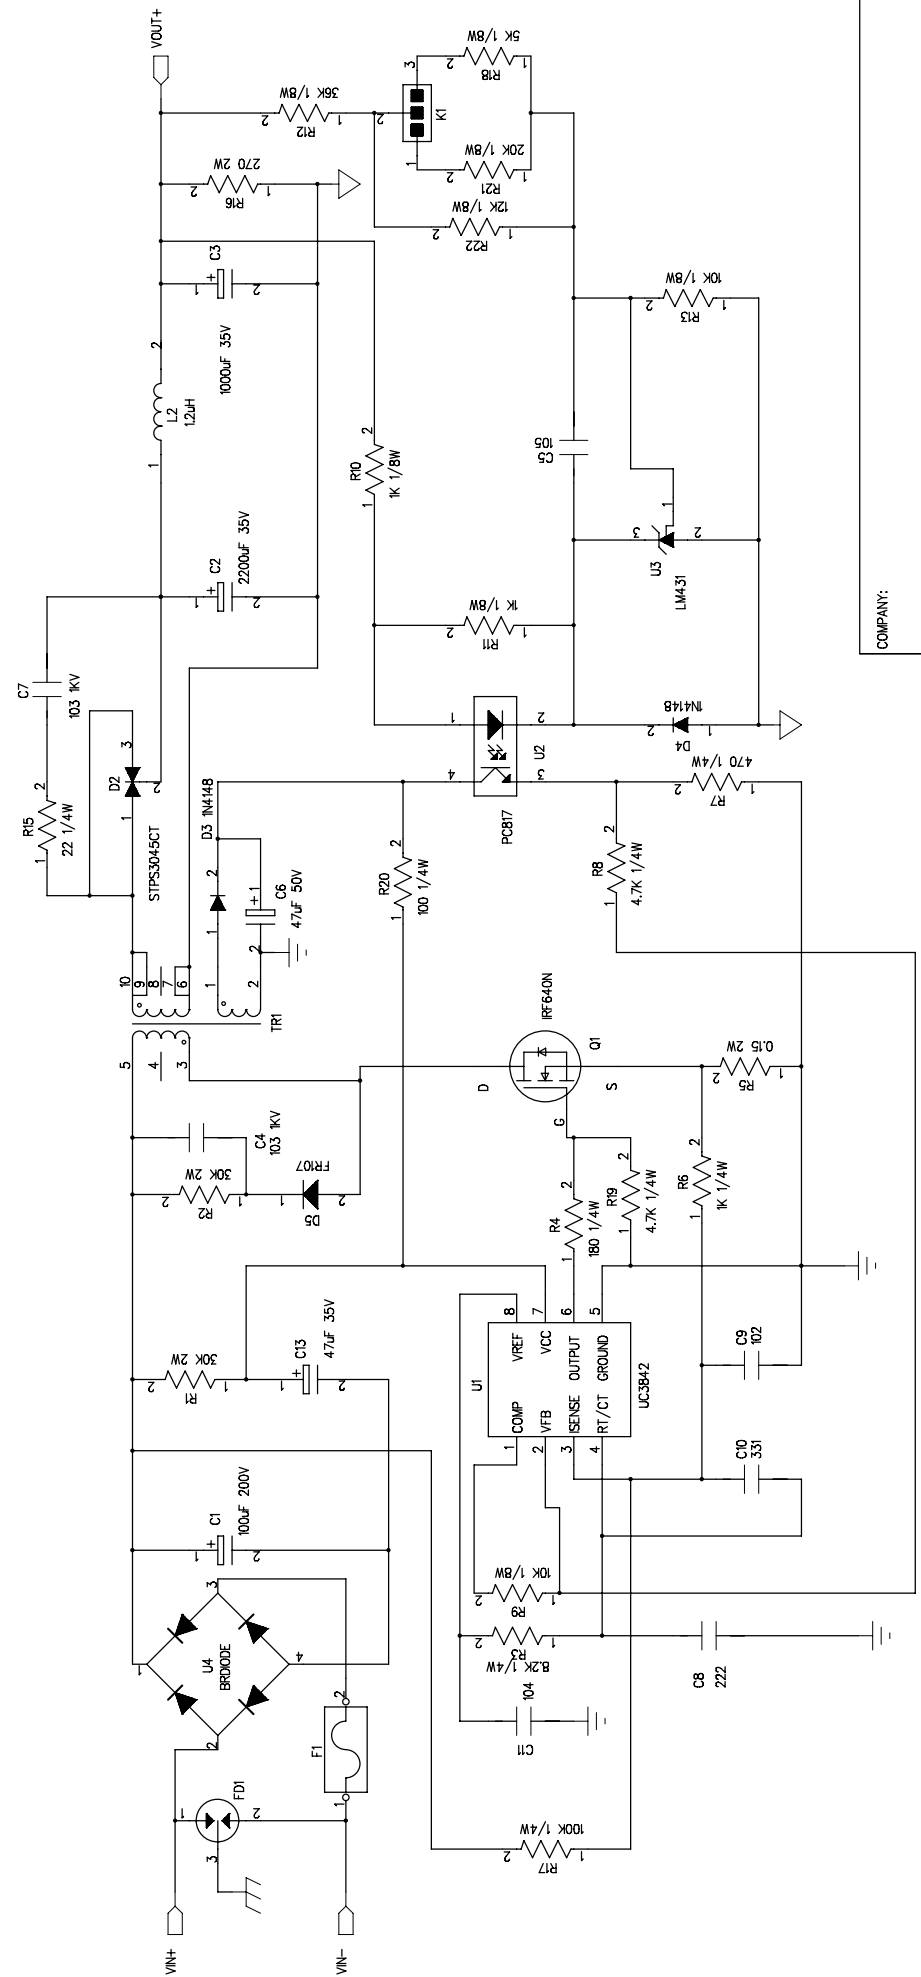 VOUT+
R12
36K 1/8W
2
1
K1
1
2
3
R18
5K 1/8W
2
1
R21
20K 1/8W
2
1
R22
12K 1/8W
2
1
R16
270 2W
2
1
C3
+
1000uF 35V
1
2
L2
1.2uH
1
2
R13
10K 1/8W
2
1
R10
1K 1/8W
1
2
C5
105
U3
LM431
1
2
3
C2
+
2200uF 35V
1
2
R11
1K 1/8W
2
1
C7
103 1KV
R15
22 1/4W
1
2
D2
STPS3045CT
1
2
3
D3 1N4148
1
2
C6
+
47uF 50V
1
2
U2
PC817
1
2
3
4
D4
1N4148
2
1
R7
470 1/4W
2
1
R8
4.7K 1/4W
1
2
R20
100 1/4W
1
2
TR1
10
9
8
7
6
5
4
3
1
2
IRF640N
Q1
D
G
S
R5
0.15 2W
2
1
C4
103 1KV
R2
30K 2W
2
1
D5
FR107
1
2
R4
180 1/4W
1
2
R19
4.7K 1/4W
1
2
R6
1K 1/4W
1
2
R1
30K 2W
2
1
C13
+
47uF 35V
1
2
U1
UC3842
COMP
VFB
ISENSE
RT/CT
VREF
VCC
OUTPUT
GROUND
1
2
3
4
8
7
6
5
C9
102
C10
331
C1
+
100uF 200V
1
2
R9
10K 1/8W
2
1
R3
8.2K 1/4W
2
1
C8
222
C11
104
U4
BRDIODE
1
2
3
4
F1
1
2
FD1
1
2
3
R17
100K 1/4W
2
1
VIN+
VIN-
COMPANY: